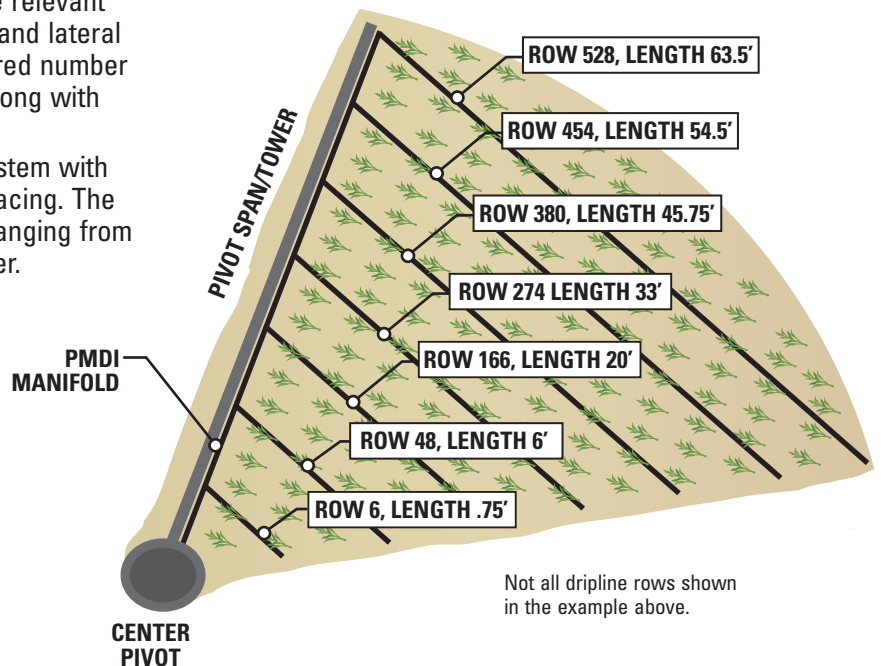 e relevant
and lateral
red number
ong with
stem with
acing. The
anging from
er.
ROW 528, LENGTH 63.5’
ROW 454, LENGTH 54.5’
ROW 380, LENGTH 45.75’
ROW 274 LENGTH 33’
ROW 166, LENGTH 20’
ROW 48, LENGTH 6’
ROW 6, LENGTH .75’
PIVOT SPAN/TOWER
PMDI
MANIFOLD
CENTER
PIVOT
Not all dripline rows shown
in the example above.